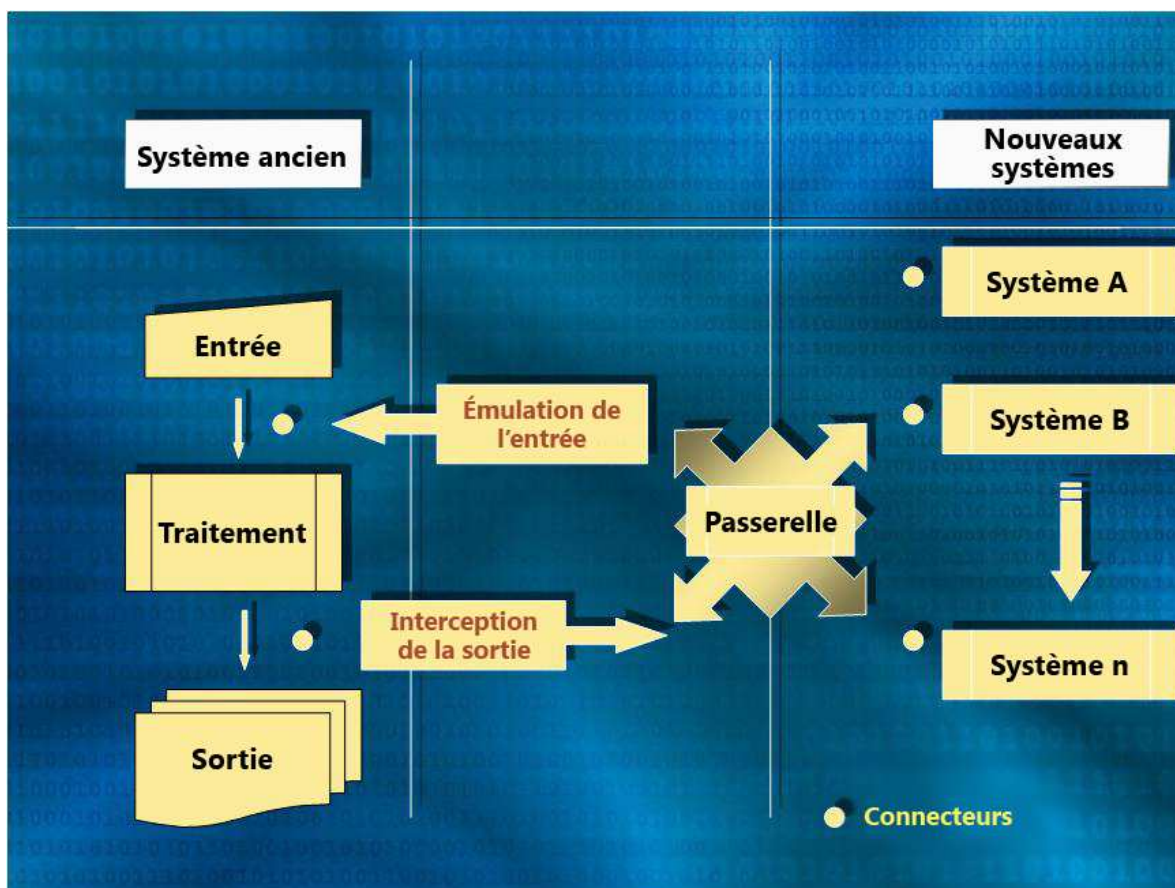 Système ancien
Nouveaux
systèmes
Système A
Entrée
Émulation de
l'entrée
Système B
Traitement
Passerelle
Interception
de la sortie
Système n
Sortie
Connecteurs